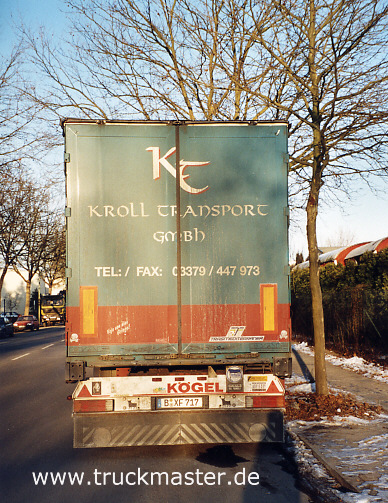 KT
KROLL TRANSPORT
GMBH
TEL: / FAX: 03379 / 447 973
KÖGEL
B XF 717
www.truckmaster.de